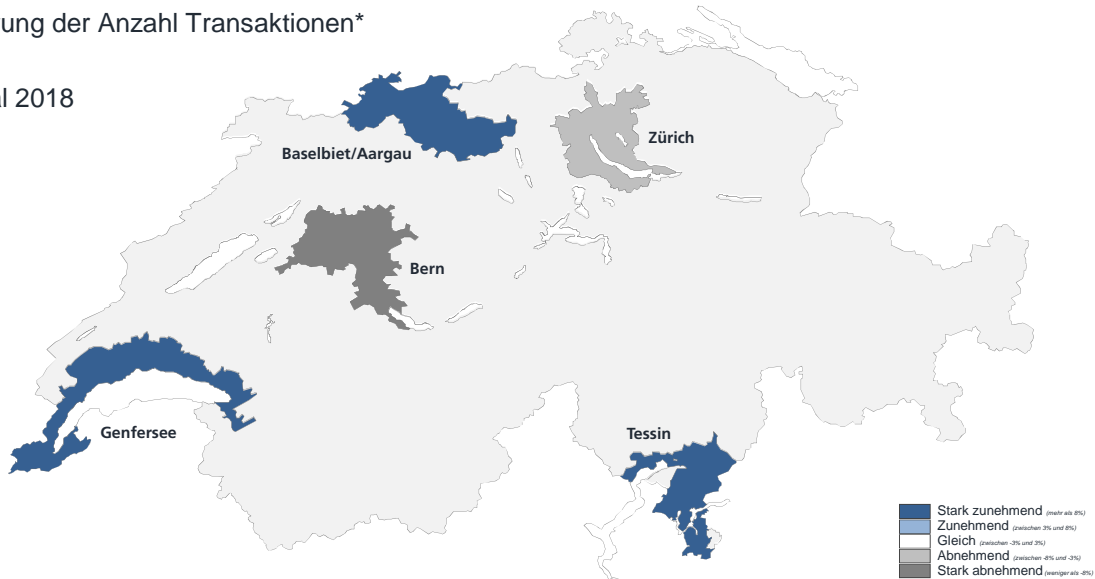 rung der Anzahl Transaktionen*
al 2018
Baselbiet/Aargau
Zürich
Bern
Genfersee
Tessin
Stark zunehmend (mehr als 8%)
Zunehmend (zwischen 3% und 8%)
Gleich (zwischen -3% und 3%)
Abnehmend (zwischen -8% und -3%)
Stark abnehmend (weniger als -8%)